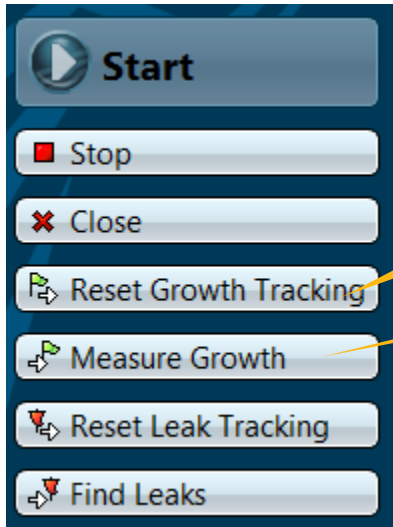 Start
Stop
Close
Reset Growth Tracking
Measure Growth
Reset Leak Tracking
Find Leaks